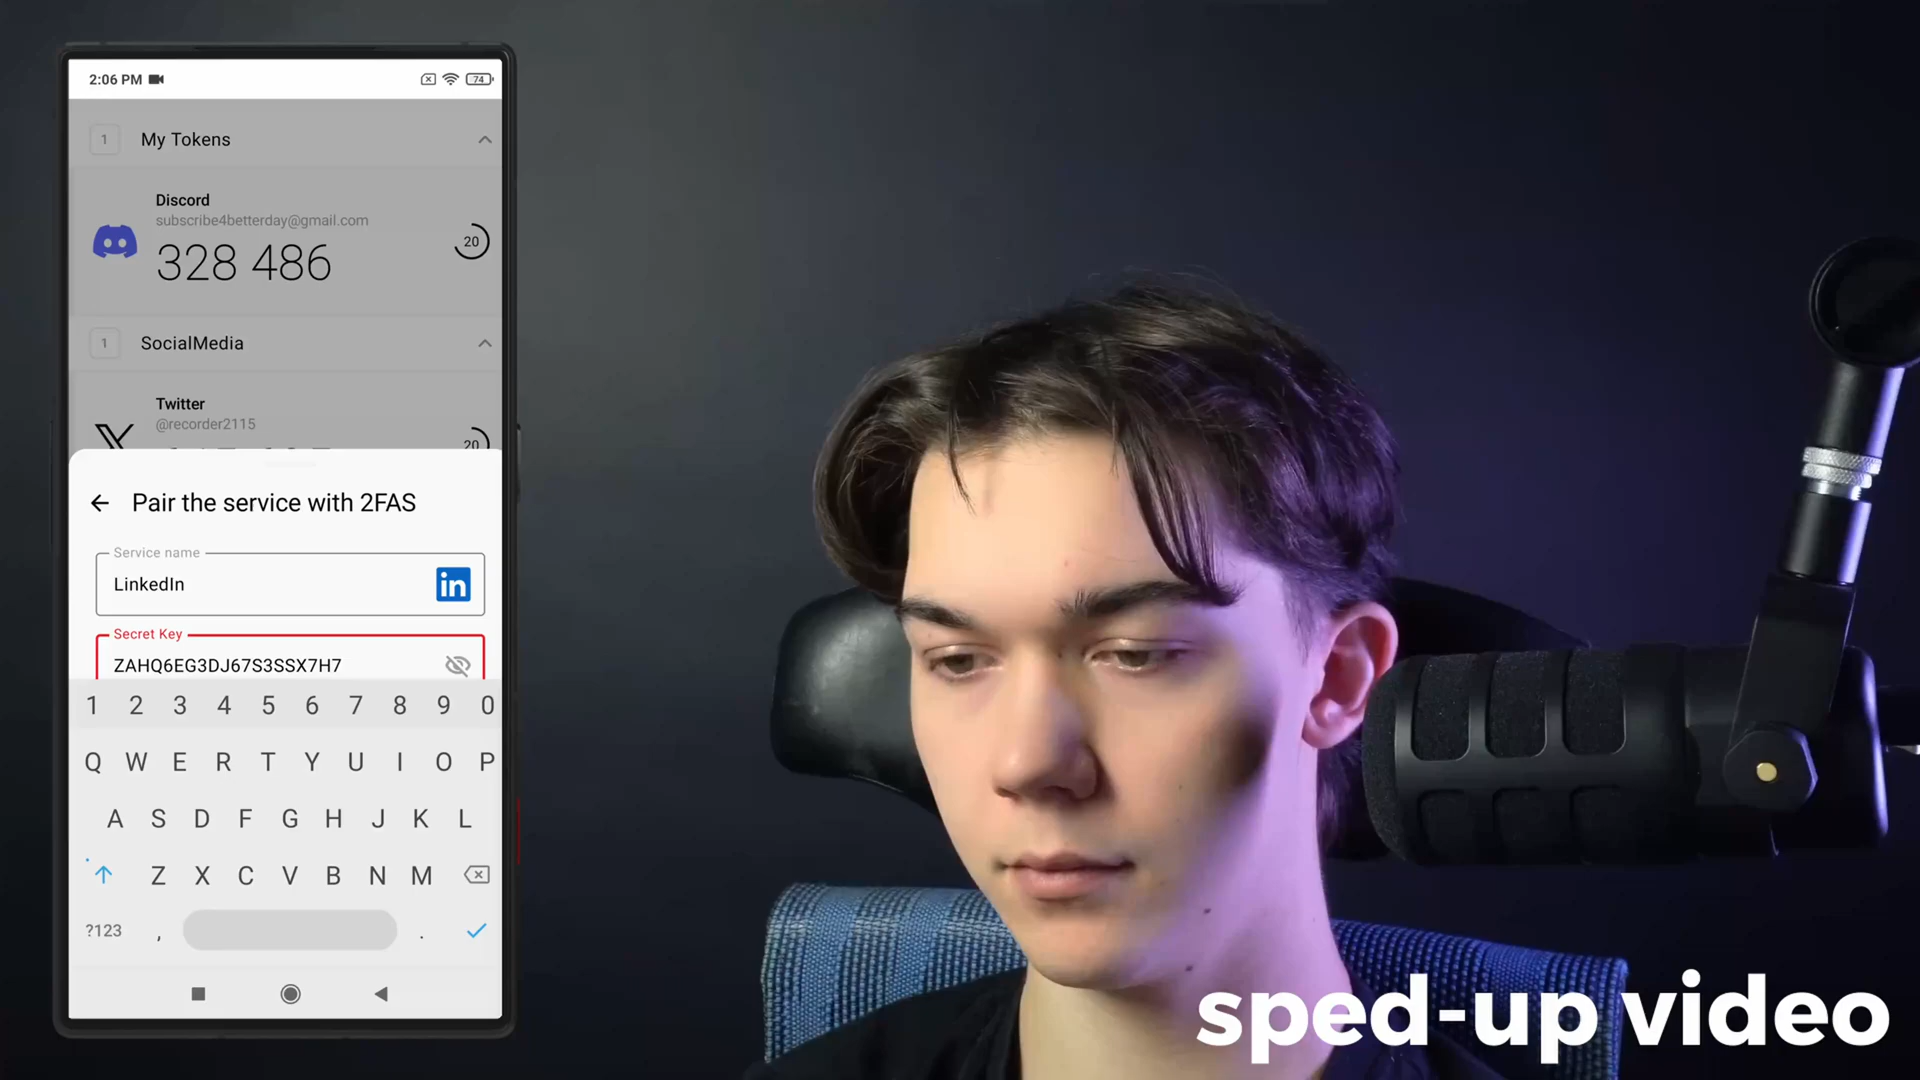 2:06 PM
74
1 My Tokens
Discord
subscribe4betterday@gmail.com
328 486
20
1 SocialMedia
Twitter
@recorder2115
20
Pair the service with 2FAS
Service name
LinkedIn
in
Secret Key
ZAHQ6EG3DJ67S3SSX7H7
1 2 3 4 5 6 7 8 9 0
Q W E R T Y U I O P
A S D F G H J K L
Z X C V B N M
?123 , .
sped-up video